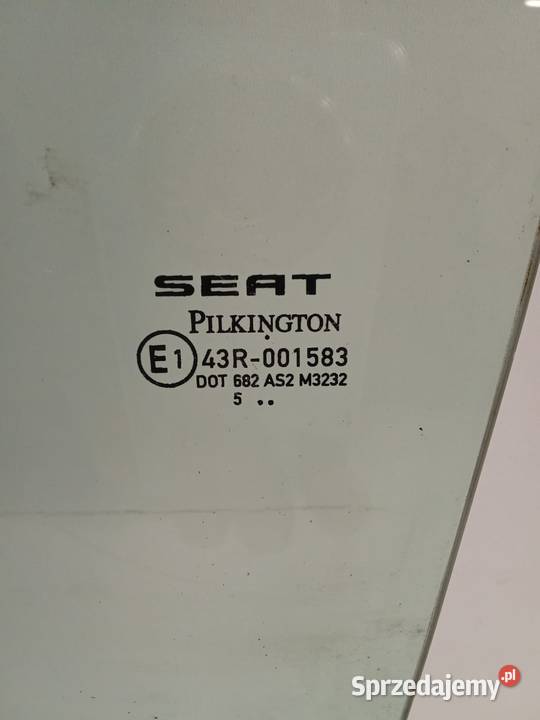 SEAT
PILKINGTON
E1 43R-001583
DOT 682 AS2 M3232
5 ..
Sprzedajemy.pl